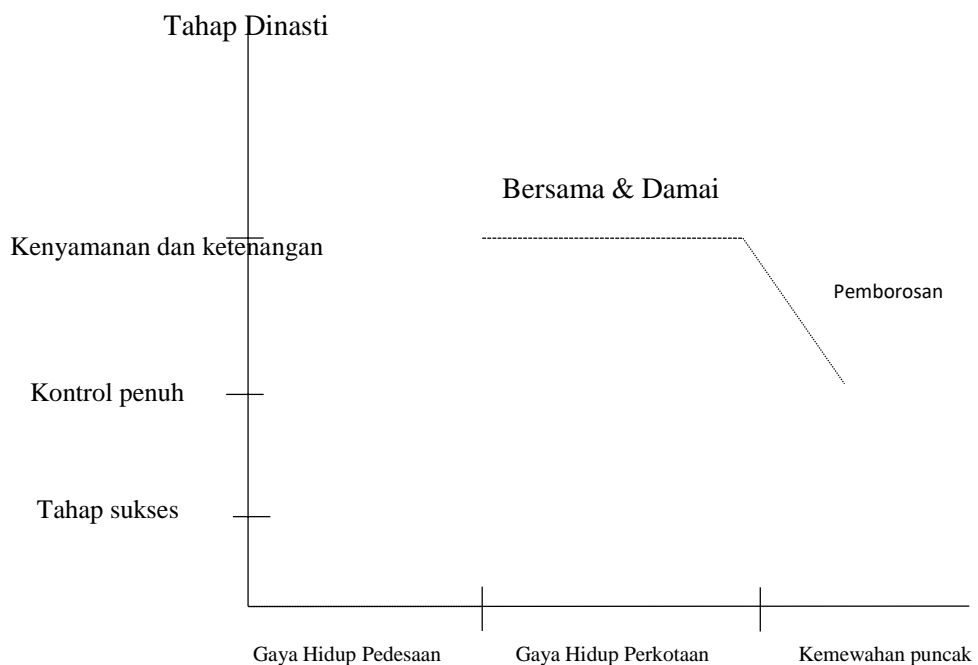 Tahap Dinasti
Bersama & Damai
Kenyamanan dan ketenangan
Pemborosan
Kontrol penuh
Tahap sukses
Gaya Hidup Pedesaan
Gaya Hidup Perkotaan
Kemewahan puncak